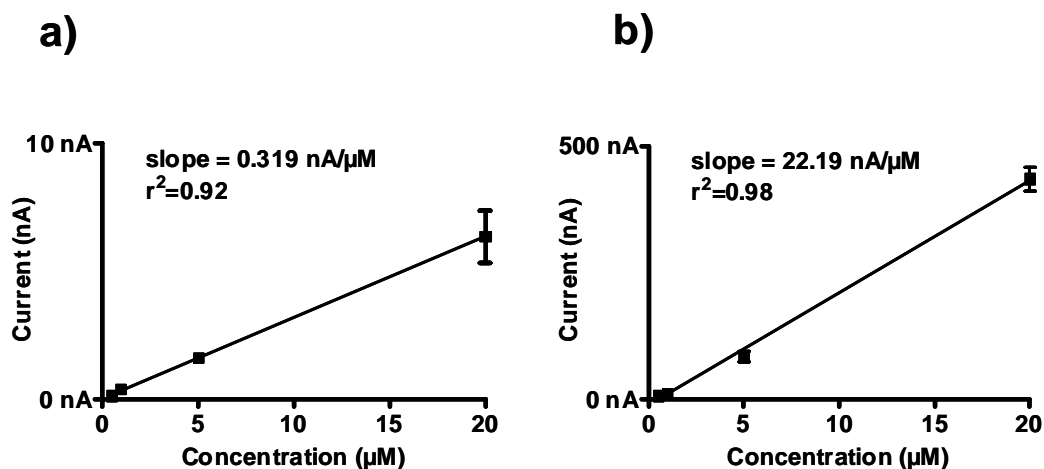 a)
10 nA
slope = 0.319 nA/µM
r²=0.92
Current (nA)
0 nA
0
5
10
15
20
Concentration (µM)
b)
500 nA
slope = 22.19 nA/µM
r²=0.98
Current (nA)
0 nA
0
5
10
15
20
Concentration (µM)